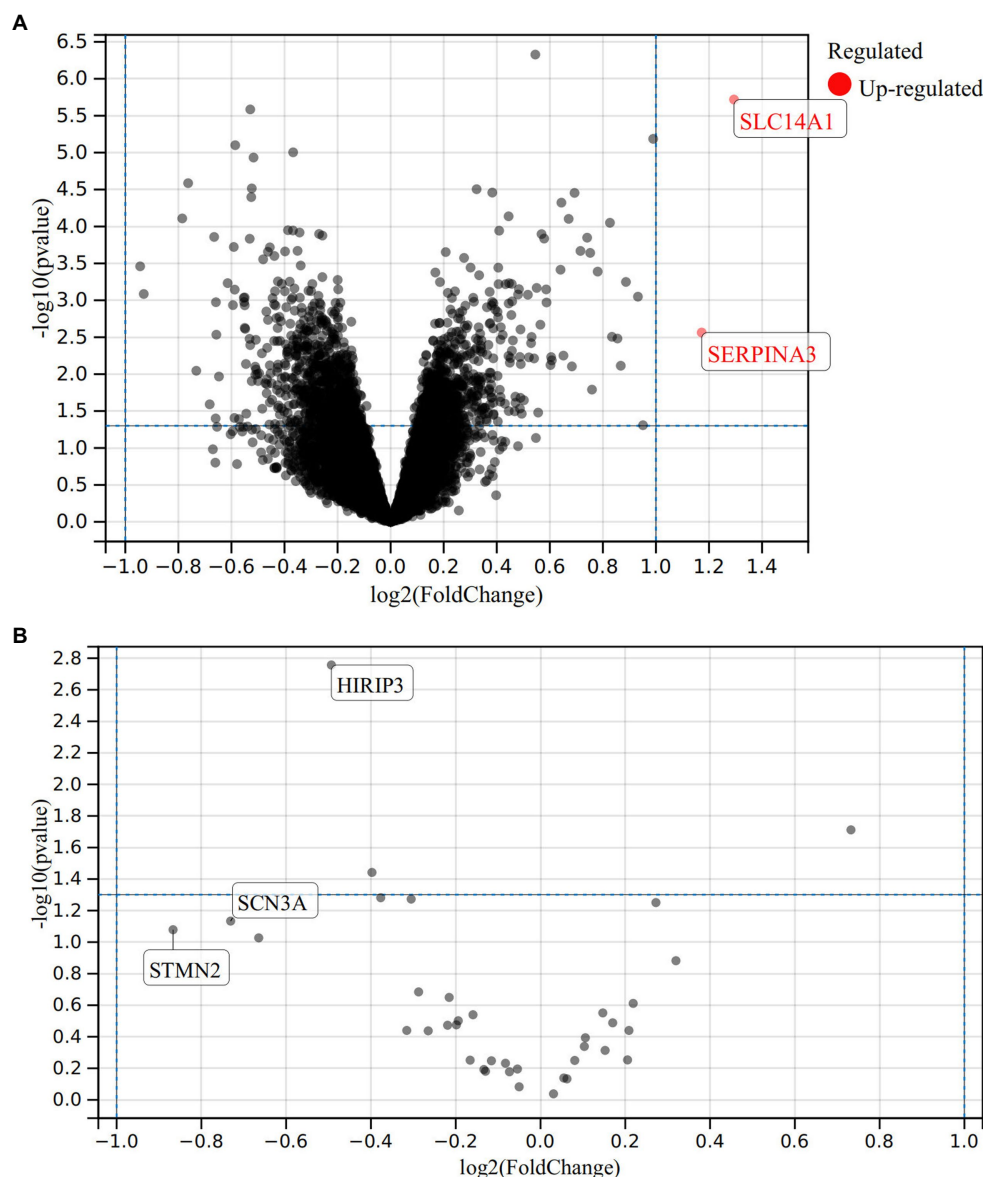 A
6.5
6.0
5.5
5.0
4.5
4.0
3.5
3.0
2.5
2.0
1.5
1.0
0.5
0.0
-log10(pvalue)
−1.0 −0.8 −0.6 −0.4 −0.2 0.0 0.2 0.4 0.6 0.8 1.0 1.2 1.4
log2(FoldChange)
Regulated
Up-regulated
SLC14A1
SERPINA3
B
2.8
2.6
2.4
2.2
2.0
1.8
1.6
1.4
1.2
1.0
0.8
0.6
0.4
0.2
0.0
-log10(pvalue)
HIRIP3
SCN3A
STMN2
−1.0 −0.8 −0.6 −0.4 −0.2 0.0 0.2 0.4 0.6 0.8 1.0
log2(FoldChange)